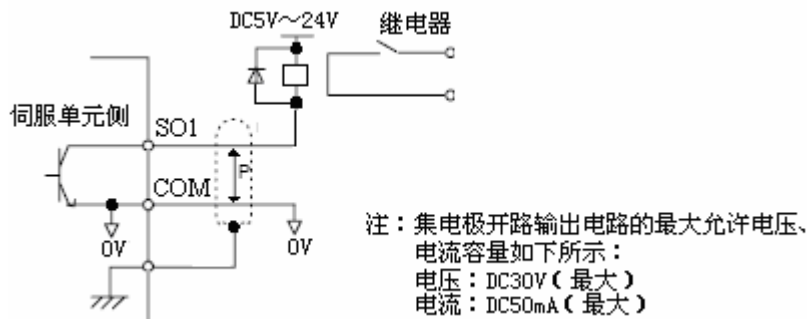 DC5V～24V
继电器
伺服单元侧
SO1
P
COM
0V
0V
注：集电极开路输出电路的最大允许电压、
电流容量如下所示：
电压：DC30V（最大）
电流：DC50mA（最大）